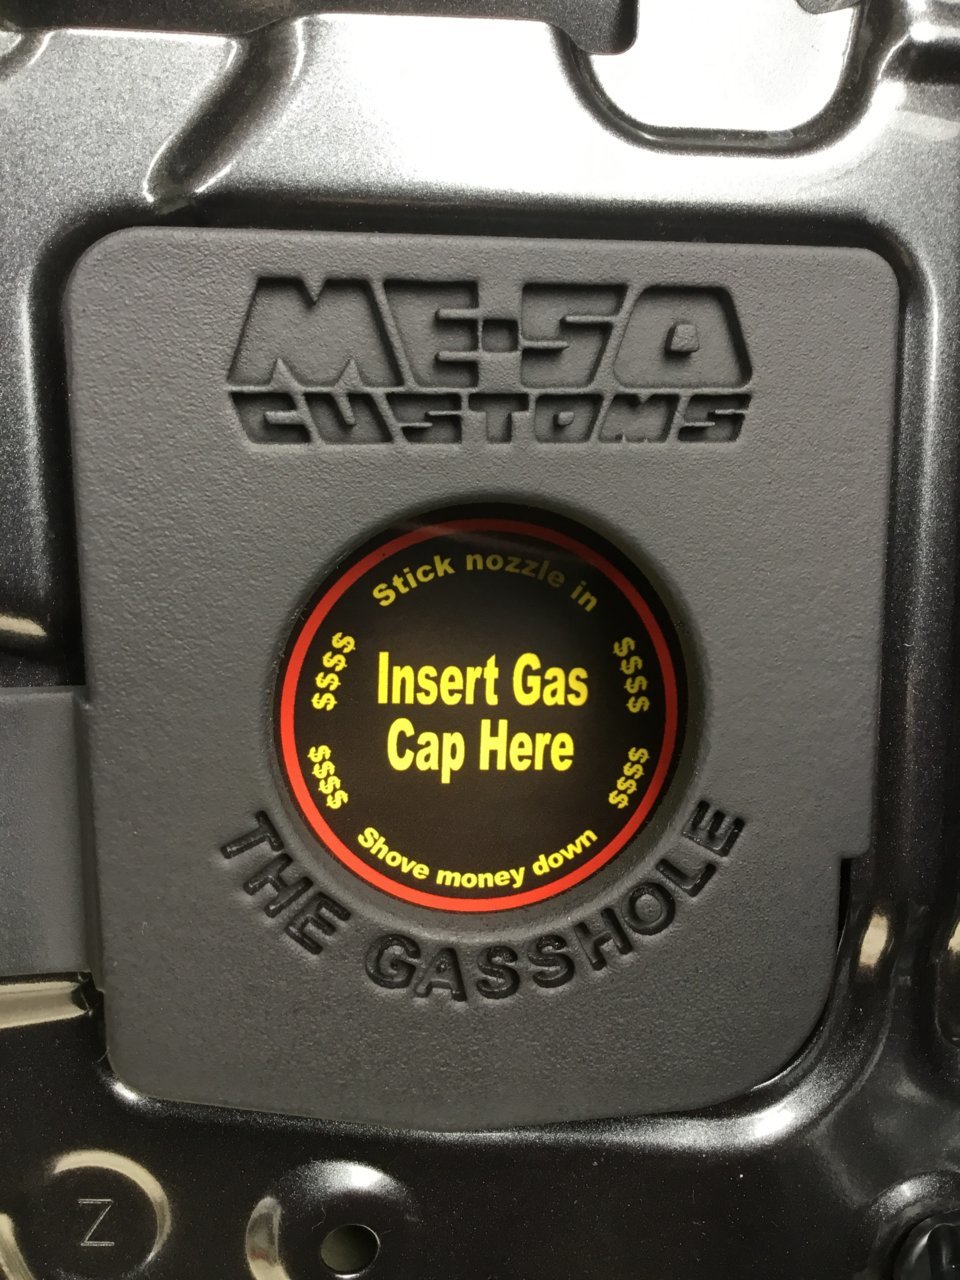 ME·SO
CUSTOMS
Stick nozzle in
$$$$ $$$$
Insert Gas
Cap Here
$$$$ $$$$
Shove money down
THE GASSHOLE
Z